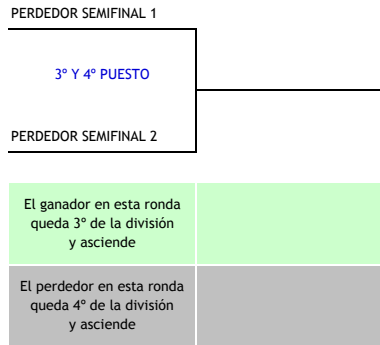 PERDEDOR SEMIFINAL 1
3º Y 4º PUESTO
PERDEDOR SEMIFINAL 2
El ganador en esta ronda
queda 3º de la división
y asciende
El perdedor en esta ronda
queda 4º de la división
y asciende